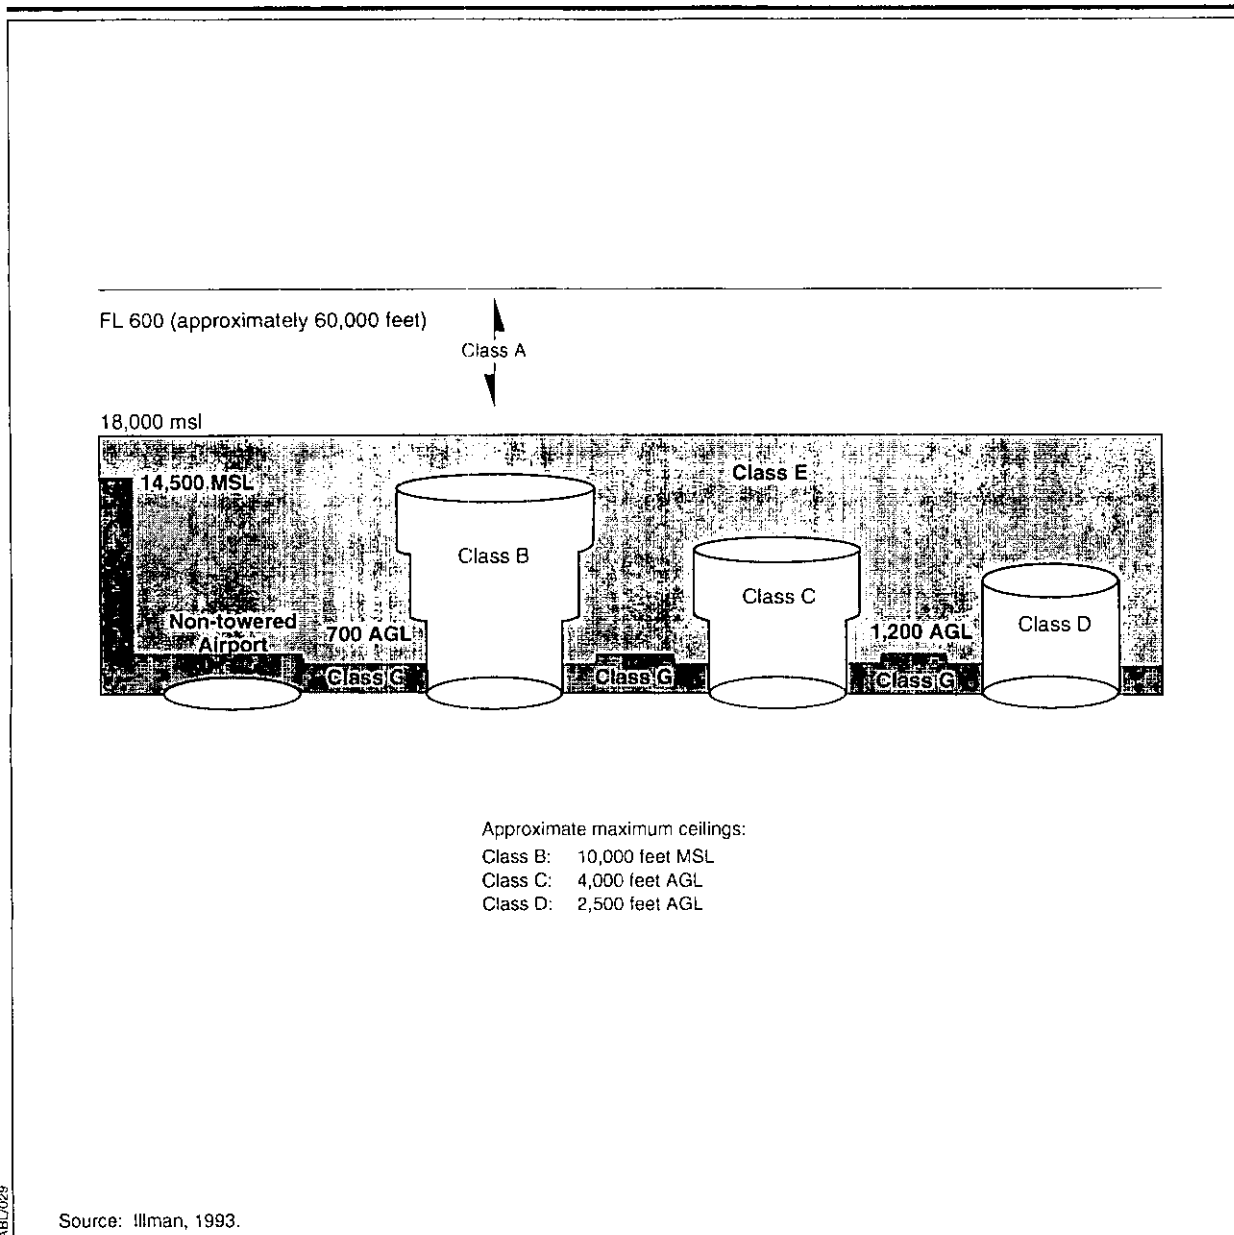 FL 600 (approximately 60,000 feet)
Class A
18,000 msl
Class E
14,500 MSL
Class B
Class C
Class D
Non-towered
Airport
700 AGL
1,200 AGL
Class G
Class G
Class G
Approximate maximum ceilings:
Class B: 10,000 feet MSL
Class C: 4,000 feet AGL
Class D: 2,500 feet AGL
ABL/029
Source: Illman, 1993.